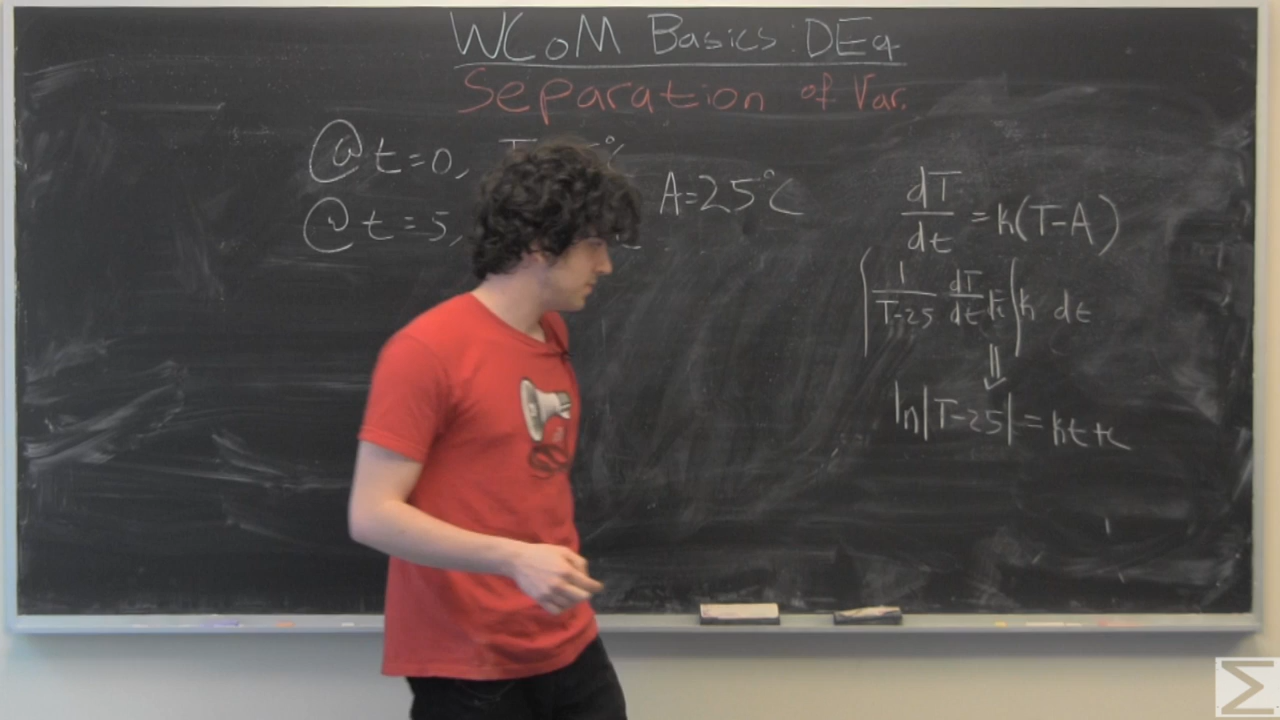 WCoM Basics: DEq
Separation of Var.
@ t=0, T
@ t=5,
A=25°C
dT/dt = k(T-A)
∫ 1/(T-25) dT/dt dt ∫ k dt
⇓
ln|T-25| = kt+c
Σ